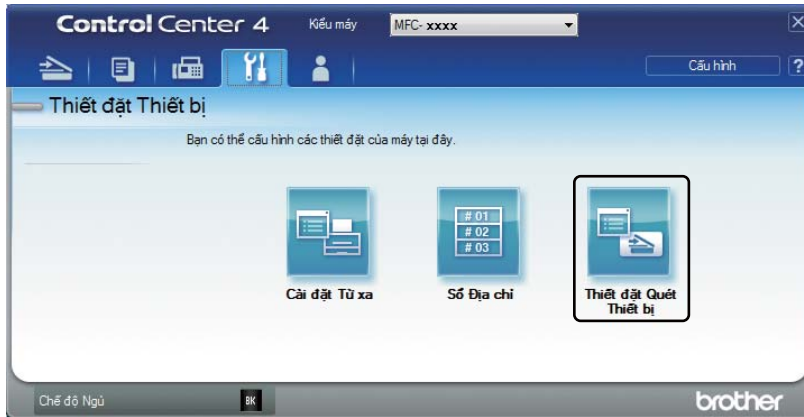 Control Center 4 Kiểu máy MFC- xxxx X
Cấu hình ?
Thiết đặt Thiết bị
Bạn có thể cấu hình các thiết đặt của máy tại đây.
# 01
# 02
# 03
Cài đặt Từ xa Sổ Địa chỉ Thiết đặt Quét
Thiết bị
Chế độ Ngủ BK brother